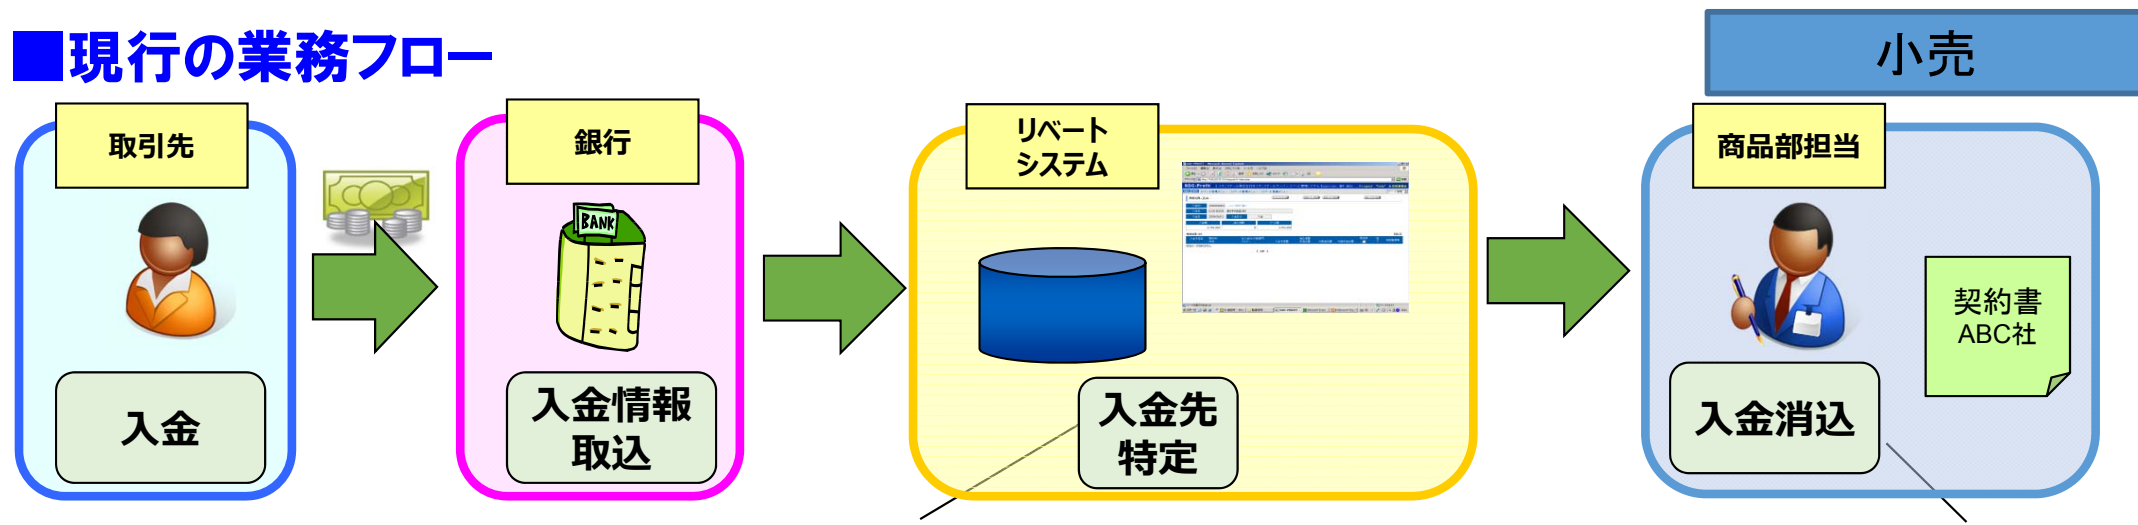 ■現行の業務フロー
小売
取引先
銀行
リベート
システム
商品部担当
BANK
契約書
ABC社
入金
入金情報
取込
入金先
特定
入金消込